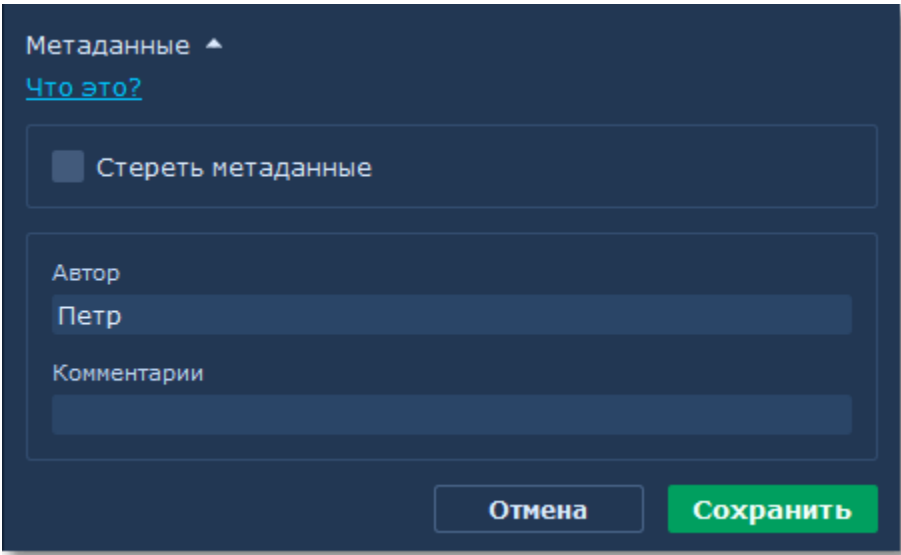 Метаданные
Что это?
Стереть метаданные
Автор
Петр
Комментарии
Отмена Сохранить